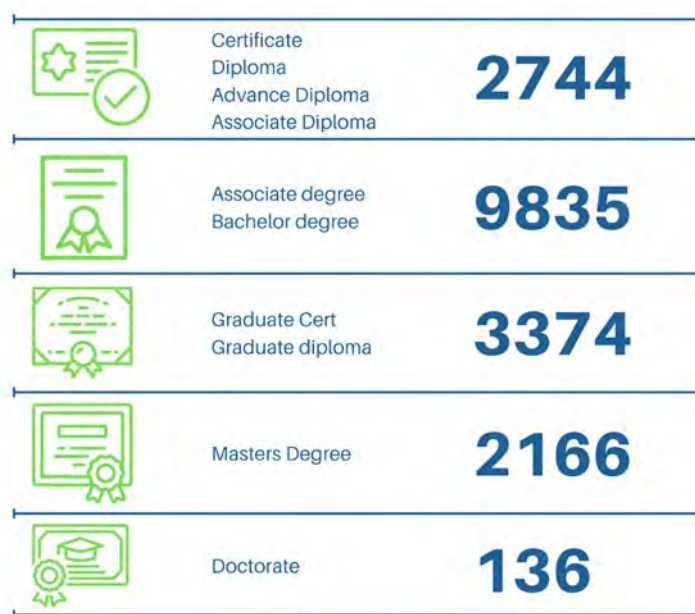 Certificate
Diploma
Advance Diploma
Associate Diploma
2744
Associate degree
Bachelor degree
9835
Graduate Cert
Graduate diploma
3374
Masters Degree
2166
Doctorate
136